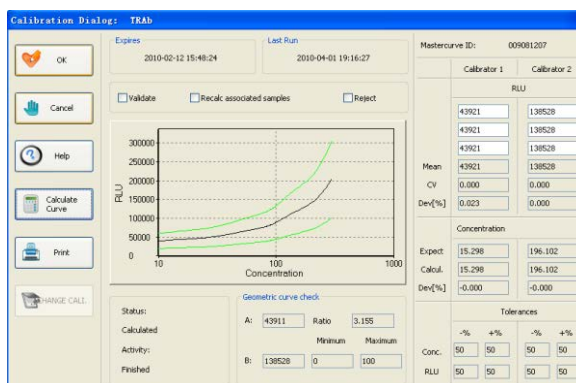 Calibration Dialog: TRAb
OK
Cancel
Help
Calculate
Curve
Print
CHANGE CALI.
Expires
2010-02-12 15:48:24
Last Run
2010-04-01 19:16:27
Validate
Recalc associated samples
Reject
RLU
300000
250000
200000
150000
100000
50000
0
10
100
1000
Concentration
Status:
Calculated
Activity:
Finished
Geometric curve check
A: 43911 Ratio 3.155
Minimum Maximum
B: 138528 0 100
Mastercurve ID: 009081207
Calibrator 1 Calibrator 2
RLU
43921 138528
43921 138528
43921 138528
Mean 43921 138528
CV 0.000 0.000
Dev[%] 0.023 0.000
Concentration
Expect 15.298 196.102
Calcul. 15.298 196.102
Dev[%] -0.000 -0.000
Tolerances
-% +% -% +%
Conc. 50 50 50 50
RLU 50 50 50 50